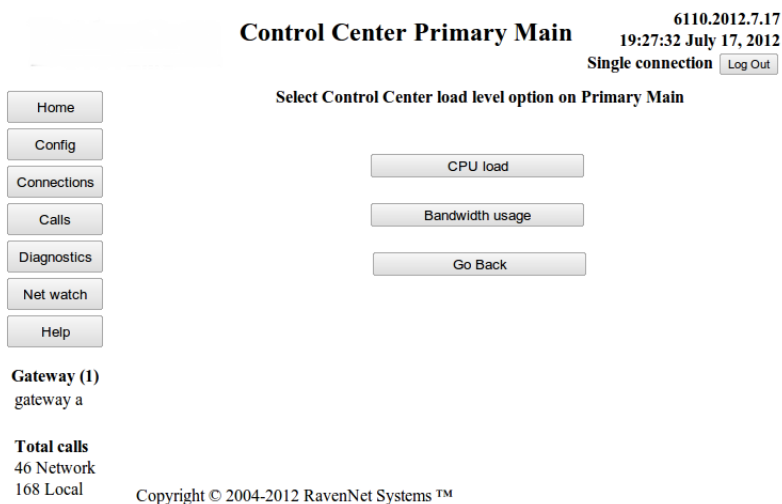 Control Center Primary Main
6110.2012.7.17
19:27:32 July 17, 2012
Single connection Log Out
Select Control Center load level option on Primary Main
Home
Config
Connections
Calls
Diagnostics
Net watch
Help
CPU load
Bandwidth usage
Go Back
Gateway (1)
gateway a
Total calls
46 Network
168 Local
Copyright © 2004-2012 RavenNet Systems ™